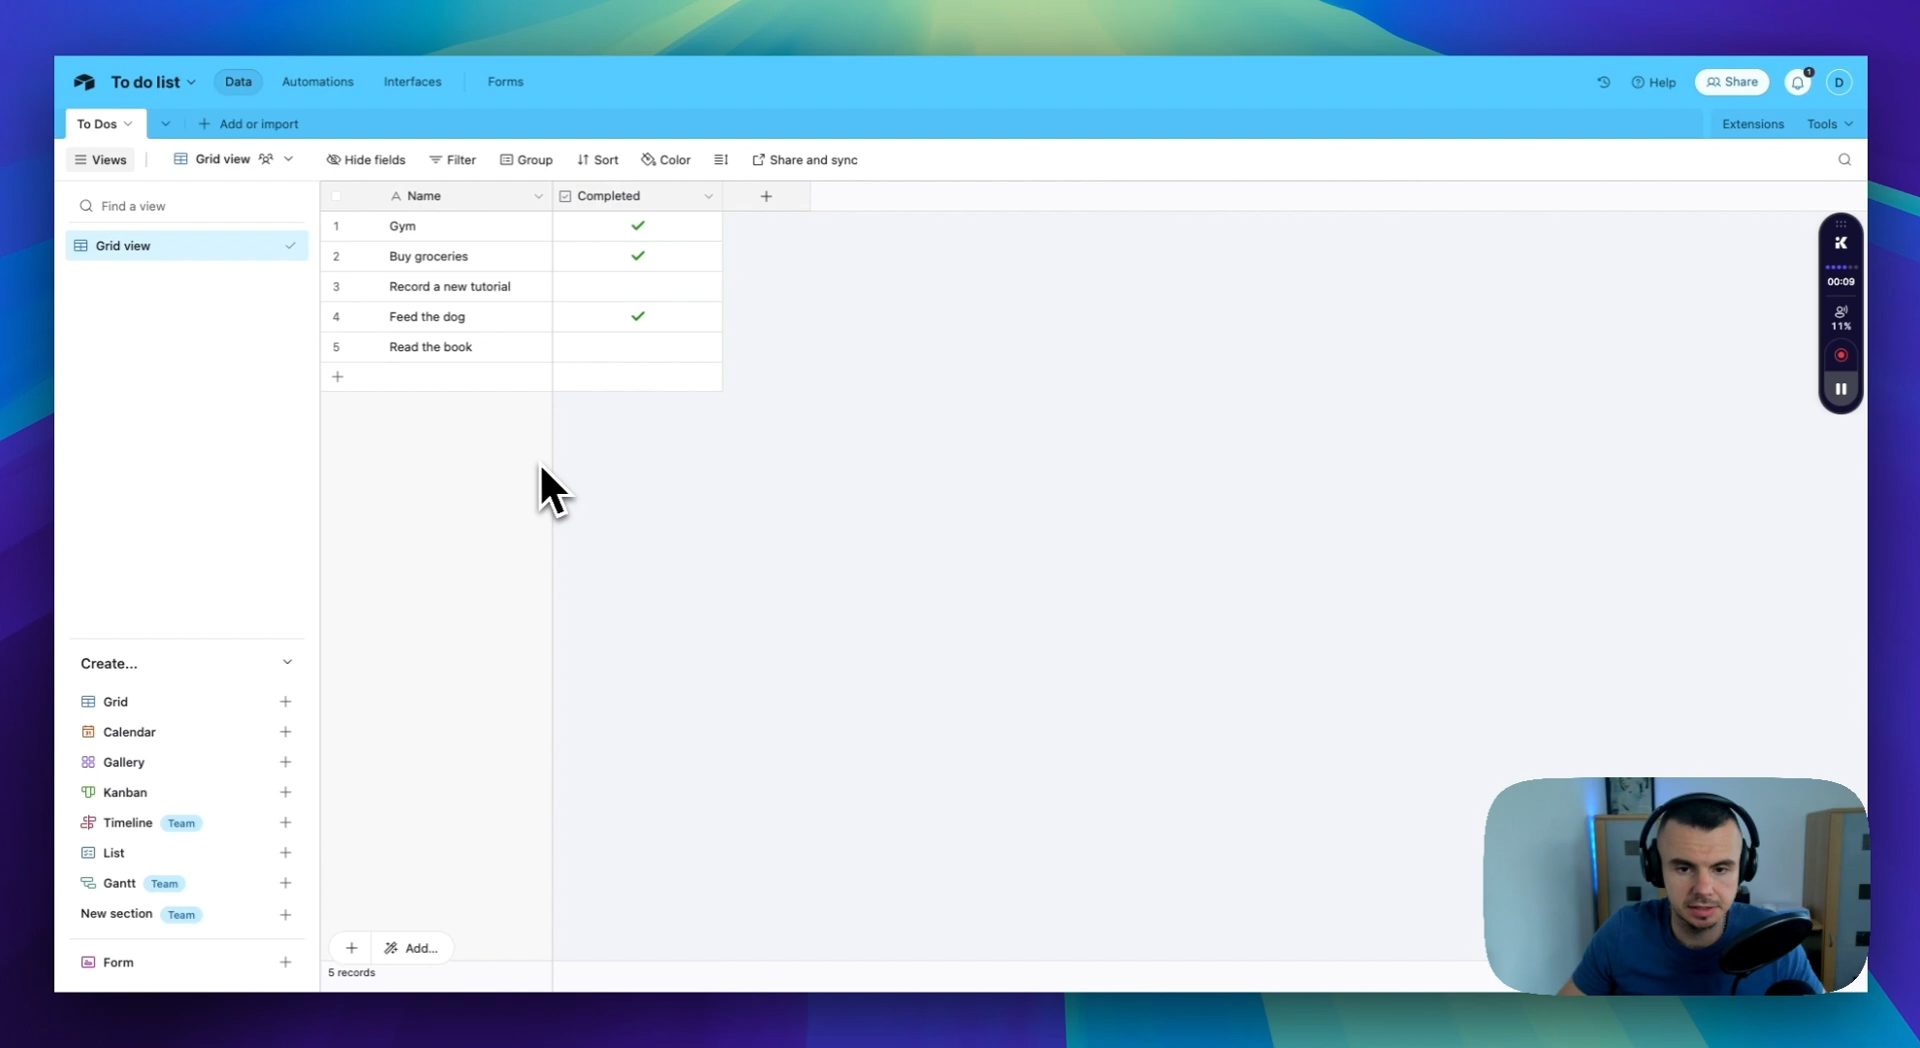 To do list
Data
Automations
Interfaces
Forms
Help
Share
1
D
To Dos
Add or import
Extensions
Tools
Views
Grid view
Hide fields
Filter
Group
Sort
Color
Share and sync
Find a view
Grid view
Name
Completed
1 Gym
2 Buy groceries
3 Record a new tutorial
4 Feed the dog
5 Read the book
00:09
11%
Create...
Grid
Calendar
Gallery
Kanban
Timeline Team
List
Gantt Team
New section Team
Form
Add...
5 records